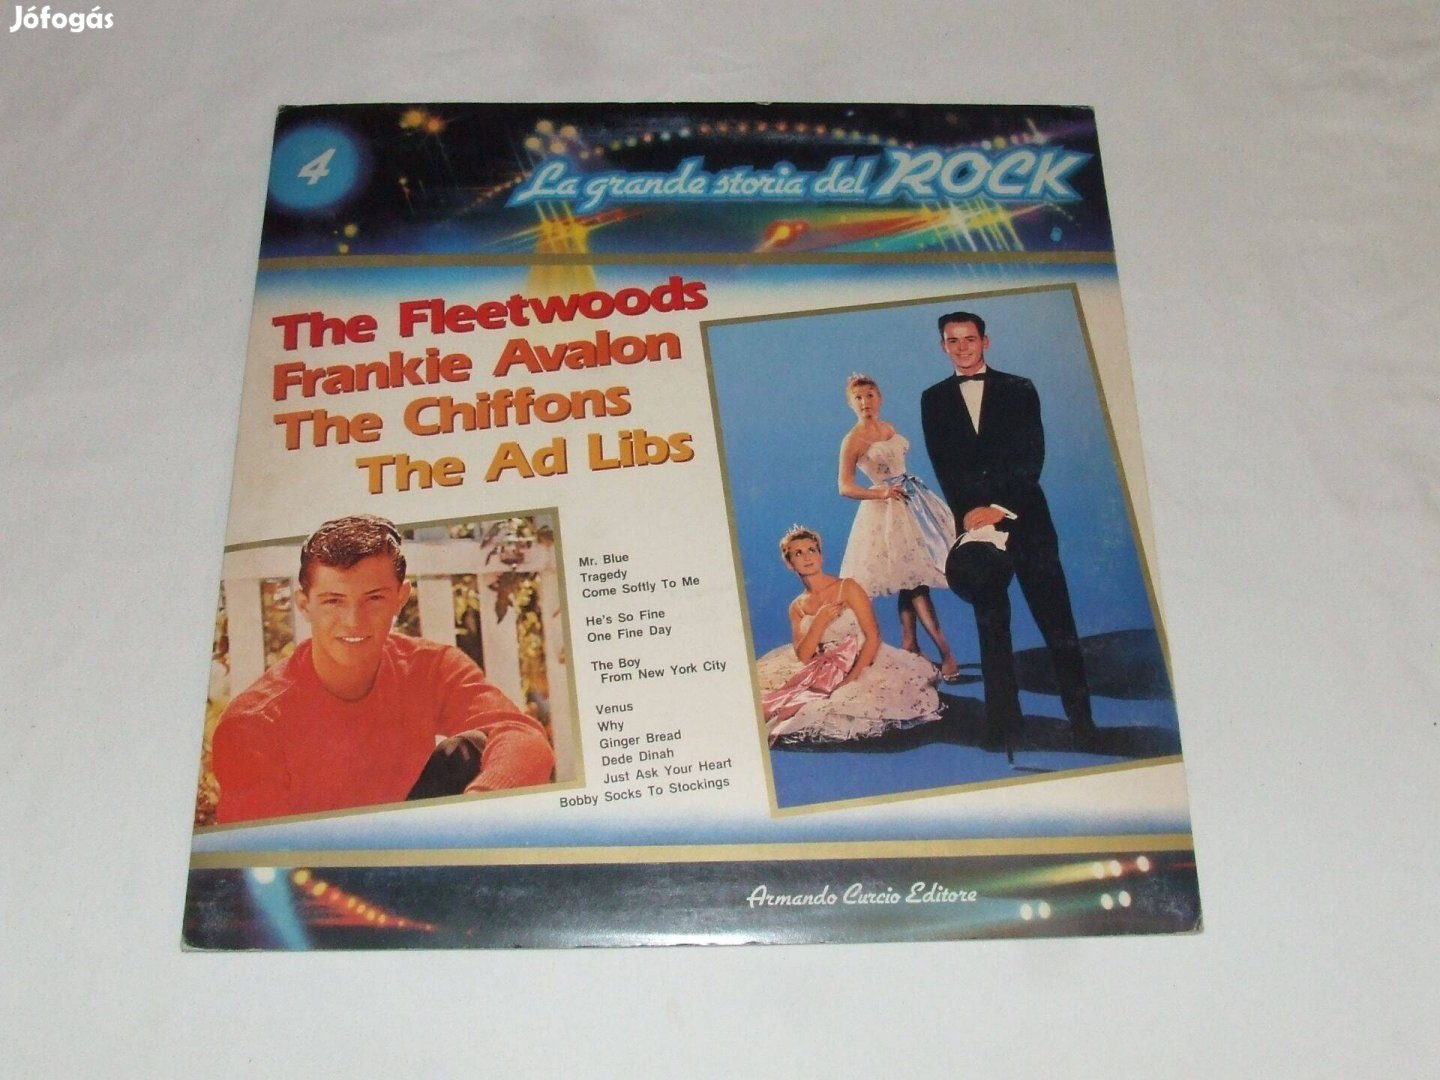 Jófogás
4
La grande storia del ROCK
The Fleetwoods
Frankie Avalon
The Chiffons
The Ad Libs
Mr. Blue
Tragedy
Come Softly To Me
He's So Fine
One Fine Day
The Boy
From New York City
Venus
Why
Ginger Bread
Dede Dinah
Just Ask Your Heart
Bobby Socks To Stockings
Armando Curcio Editore